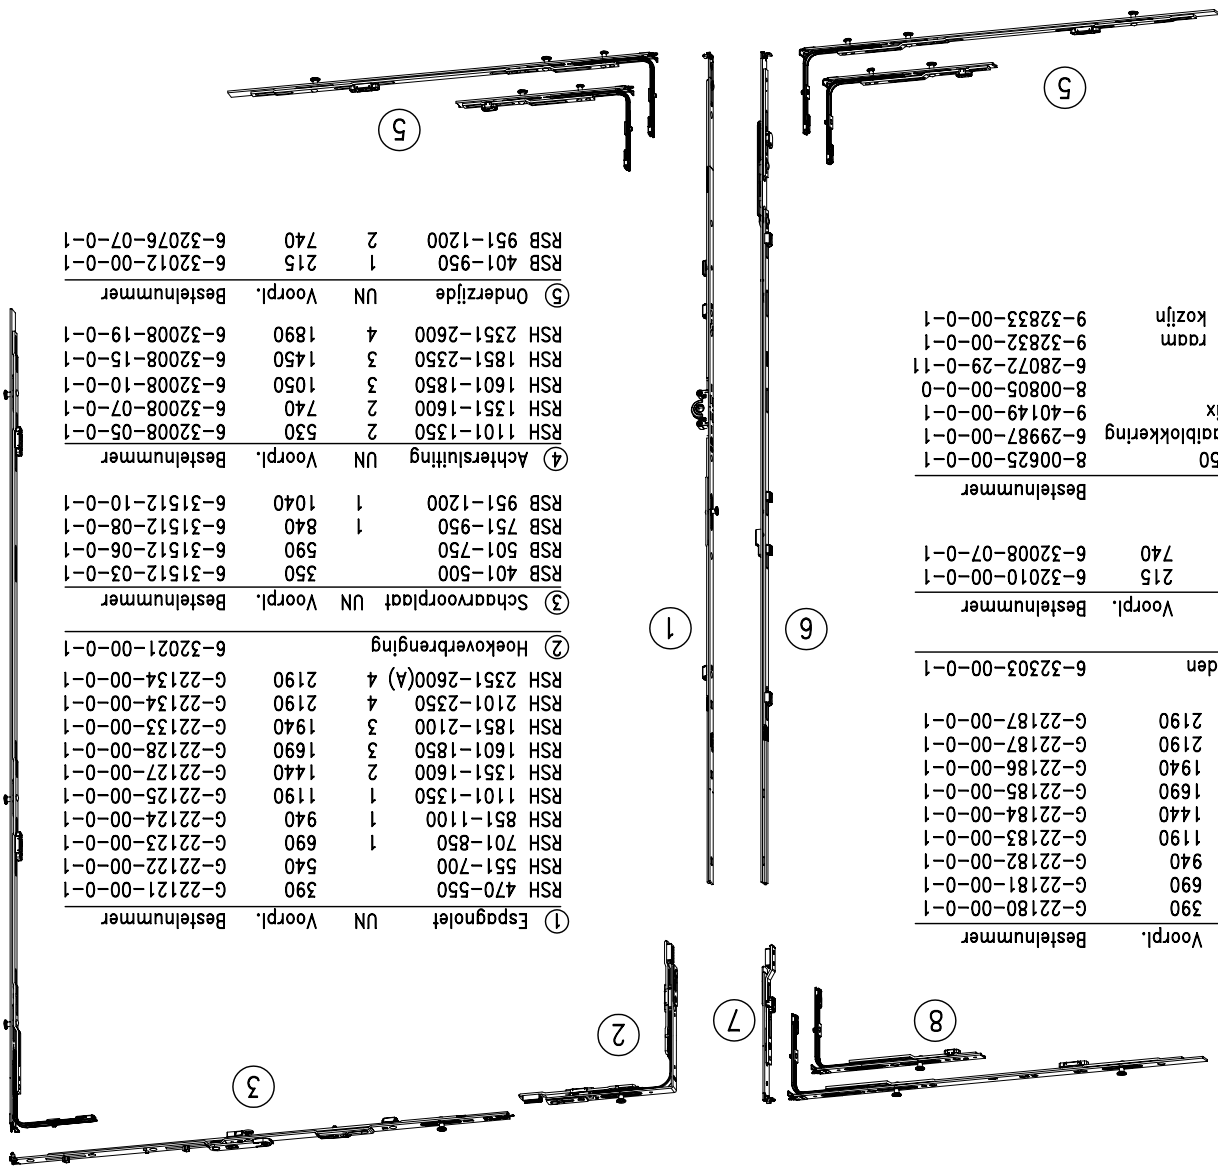 ① Espagnolet UN Voorpl. Bestelnummer
RSH 470-550 390 G-22121-00-0-1
RSH 551-700 540 G-22122-00-0-1
RSH 701-850 1 690 G-22123-00-0-1
RSH 851-1100 1 940 G-22124-00-0-1
RSH 1101-1350 1 1190 G-22125-00-0-1
RSH 1351-1600 2 1440 G-22127-00-0-1
RSH 1601-1850 3 1690 G-22128-00-0-1
RSH 1851-2100 3 1940 G-22133-00-0-1
RSH 2101-2350 4 2190 G-22134-00-0-1
RSH 2351-2600(A) 4 2190 G-22134-00-0-1
② Hoekoverbrenging 6-32021-00-0-1
③ Schaarvoorplaat UN Voorpl. Bestelnummer
RSB 401-500 350 6-31512-03-0-1
RSB 501-750 590 6-31512-06-0-1
RSB 751-950 1 840 6-31512-08-0-1
RSB 951-1200 1 1040 6-31512-10-0-1
④ Achtersluiting UN Voorpl. Bestelnummer
RSH 1101-1350 2 530 6-32008-05-0-1
RSH 1351-1600 2 740 6-32008-07-0-1
RSH 1601-1850 3 1050 6-32008-10-0-1
RSH 1851-2350 3 1450 6-32008-15-0-1
RSH 2351-2600 4 1890 6-32008-19-0-1
⑤ Onderzijde UN Voorpl. Bestelnummer
RSB 401-950 1 215 6-32012-00-0-1
RSB 951-1200 2 740 6-32076-07-0-1
Voorpl. Bestelnummer
390 G-22180-00-0-1
690 G-22181-00-0-1
940 G-22182-00-0-1
1190 G-22183-00-0-1
1440 G-22184-00-0-1
1690 G-22185-00-0-1
1940 G-22186-00-0-1
2190 G-22187-00-0-1
2190 G-22187-00-0-1
den 6-32303-00-0-1
Voorpl. Bestelnummer
215 6-32010-00-0-1
740 6-32008-07-0-1
Bestelnummer
50 8-00625-00-0-1
aaiblokkering 6-29987-00-0-1
ix 9-40149-00-0-1
8-00805-00-0-0
6-28072-29-0-11
raam 9-32832-00-0-1
kozijn 9-32833-00-0-1
3
2
7
8
1
6
5
5